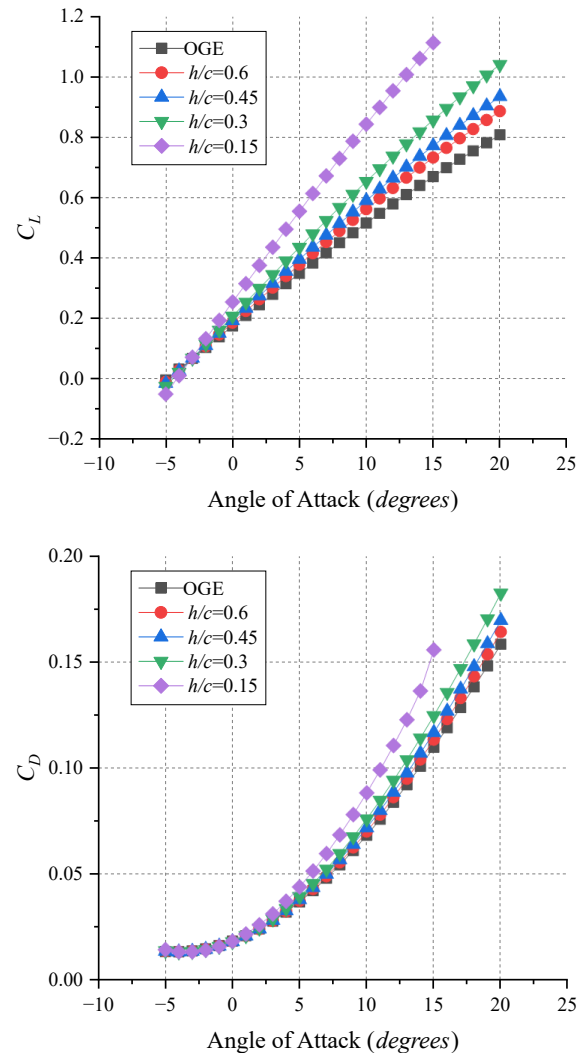 1.2
1.0
0.8
0.6
0.4
0.2
0.0
−0.2
C_L
OGE
h/c=0.6
h/c=0.45
h/c=0.3
h/c=0.15
−10 −5 0 5 10 15 20 25
Angle of Attack (degrees)
0.20
0.15
0.10
0.05
0.00
C_D
OGE
h/c=0.6
h/c=0.45
h/c=0.3
h/c=0.15
−10 −5 0 5 10 15 20 25
Angle of Attack (degrees)